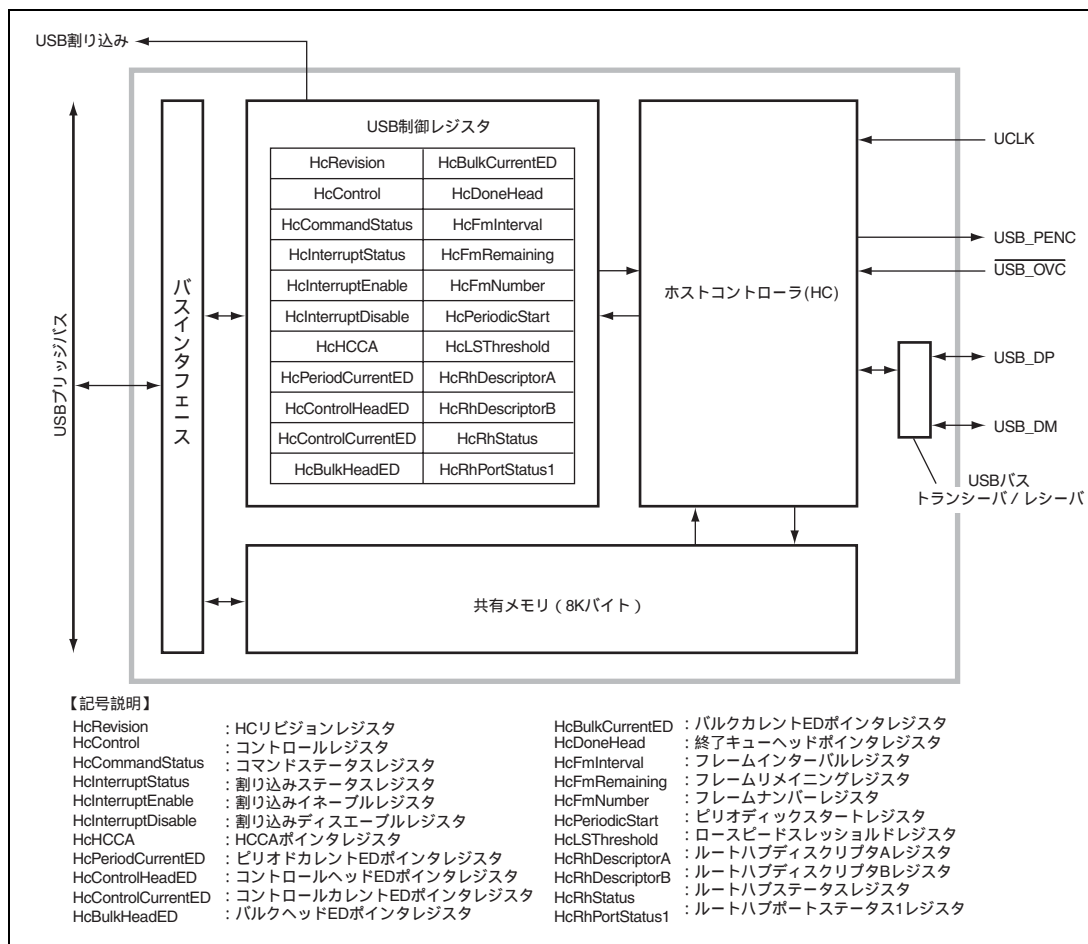 USB割り込み
USB制御レジスタ
HcRevision HcBulkCurrentED
HcControl HcDoneHead
HcCommandStatus HcFmInterval
HcInterruptStatus HcFmRemaining
HcInterruptEnable HcFmNumber
HcInterruptDisable HcPeriodicStart
HcHCCA HcLSThreshold
HcPeriodCurrentED HcRhDescriptorA
HcControlHeadED HcRhDescriptorB
HcControlCurrentED HcRhStatus
HcBulkHeadED HcRhPortStatus1
USBブリッジバス
バスインタフェース
ホストコントローラ(HC)
UCLK
USB_PENC
USB_OVC
USB_DP
USB_DM
USBバス
トランシーバ / レシーバ
共有メモリ ( 8Kバイト )
【記号説明】
HcRevision : HCリビジョンレジスタ
HcControl : コントロールレジスタ
HcCommandStatus : コマンドステータスレジスタ
HcInterruptStatus : 割り込みステータスレジスタ
HcInterruptEnable : 割り込みイネーブルレジスタ
HcInterruptDisable : 割り込みディスエーブルレジスタ
HcHCCA : HCCAポインタレジスタ
HcPeriodCurrentED : ピリオドカレントEDポインタレジスタ
HcControlHeadED : コントロールヘッドEDポインタレジスタ
HcControlCurrentED : コントロールカレントEDポインタレジスタ
HcBulkHeadED : バルクヘッドEDポインタレジスタ
HcBulkCurrentED : バルクカレントEDポインタレジスタ
HcDoneHead : 終了キューヘッドポインタレジスタ
HcFmInterval : フレームインターバルレジスタ
HcFmRemaining : フレームリメイニングレジスタ
HcFmNumber : フレームナンバーレジスタ
HcPeriodicStart : ピリオディックスタートレジスタ
HcLSThreshold : ロースピードスレッショルドレジスタ
HcRhDescriptorA : ルートハブディスクリプタAレジスタ
HcRhDescriptorB : ルートハブディスクリプタBレジスタ
HcRhStatus : ルートハブステータスレジスタ
HcRhPortStatus1 : ルートハブポートステータス1レジスタ